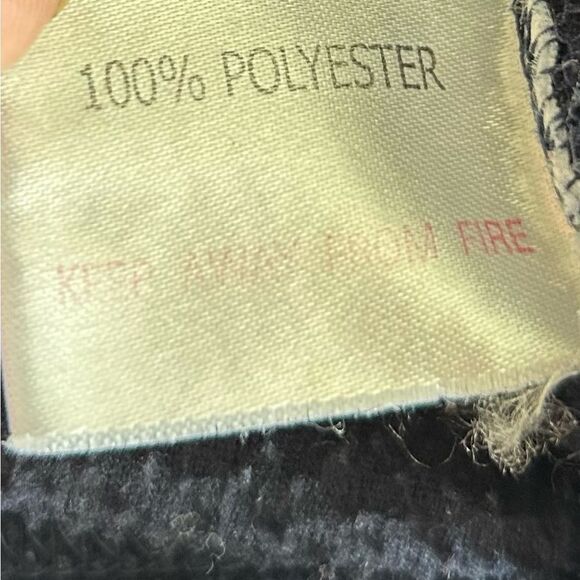 100% POLYESTER
KEEP AWAY FROM FIRE